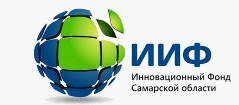 ИИФ
Инновационный Фонд
Самарской области